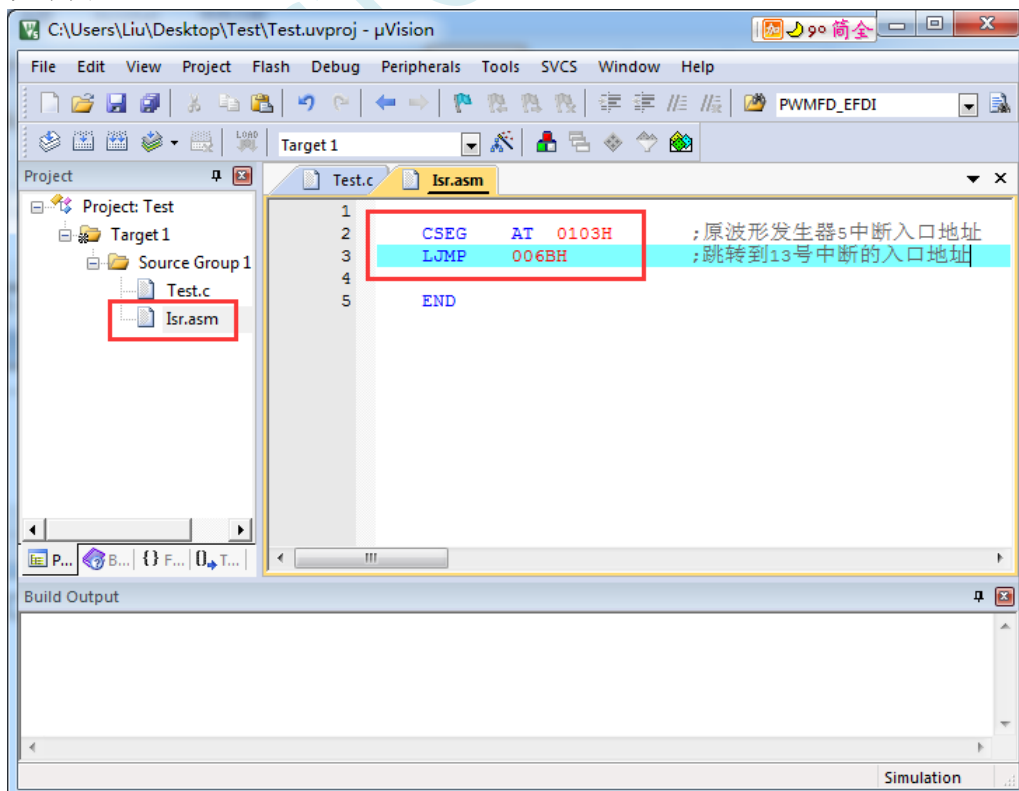 C:\Users\Liu\Desktop\Test\Test.uvproj - µVision
简全
File Edit View Project Flash Debug Peripherals Tools SVCS Window Help
PWMFD_EFDI
LOAD
Target 1
Project
Test.c Isr.asm
Project: Test
Target 1
Source Group 1
Test.c
Isr.asm
1
2 CSEG AT 0103H ;原波形发生器5中断入口地址
3 LJMP 006BH ;跳转到13号中断的入口地址
4
5 END
P... B... {} F... 0 T...
Build Output
Simulation